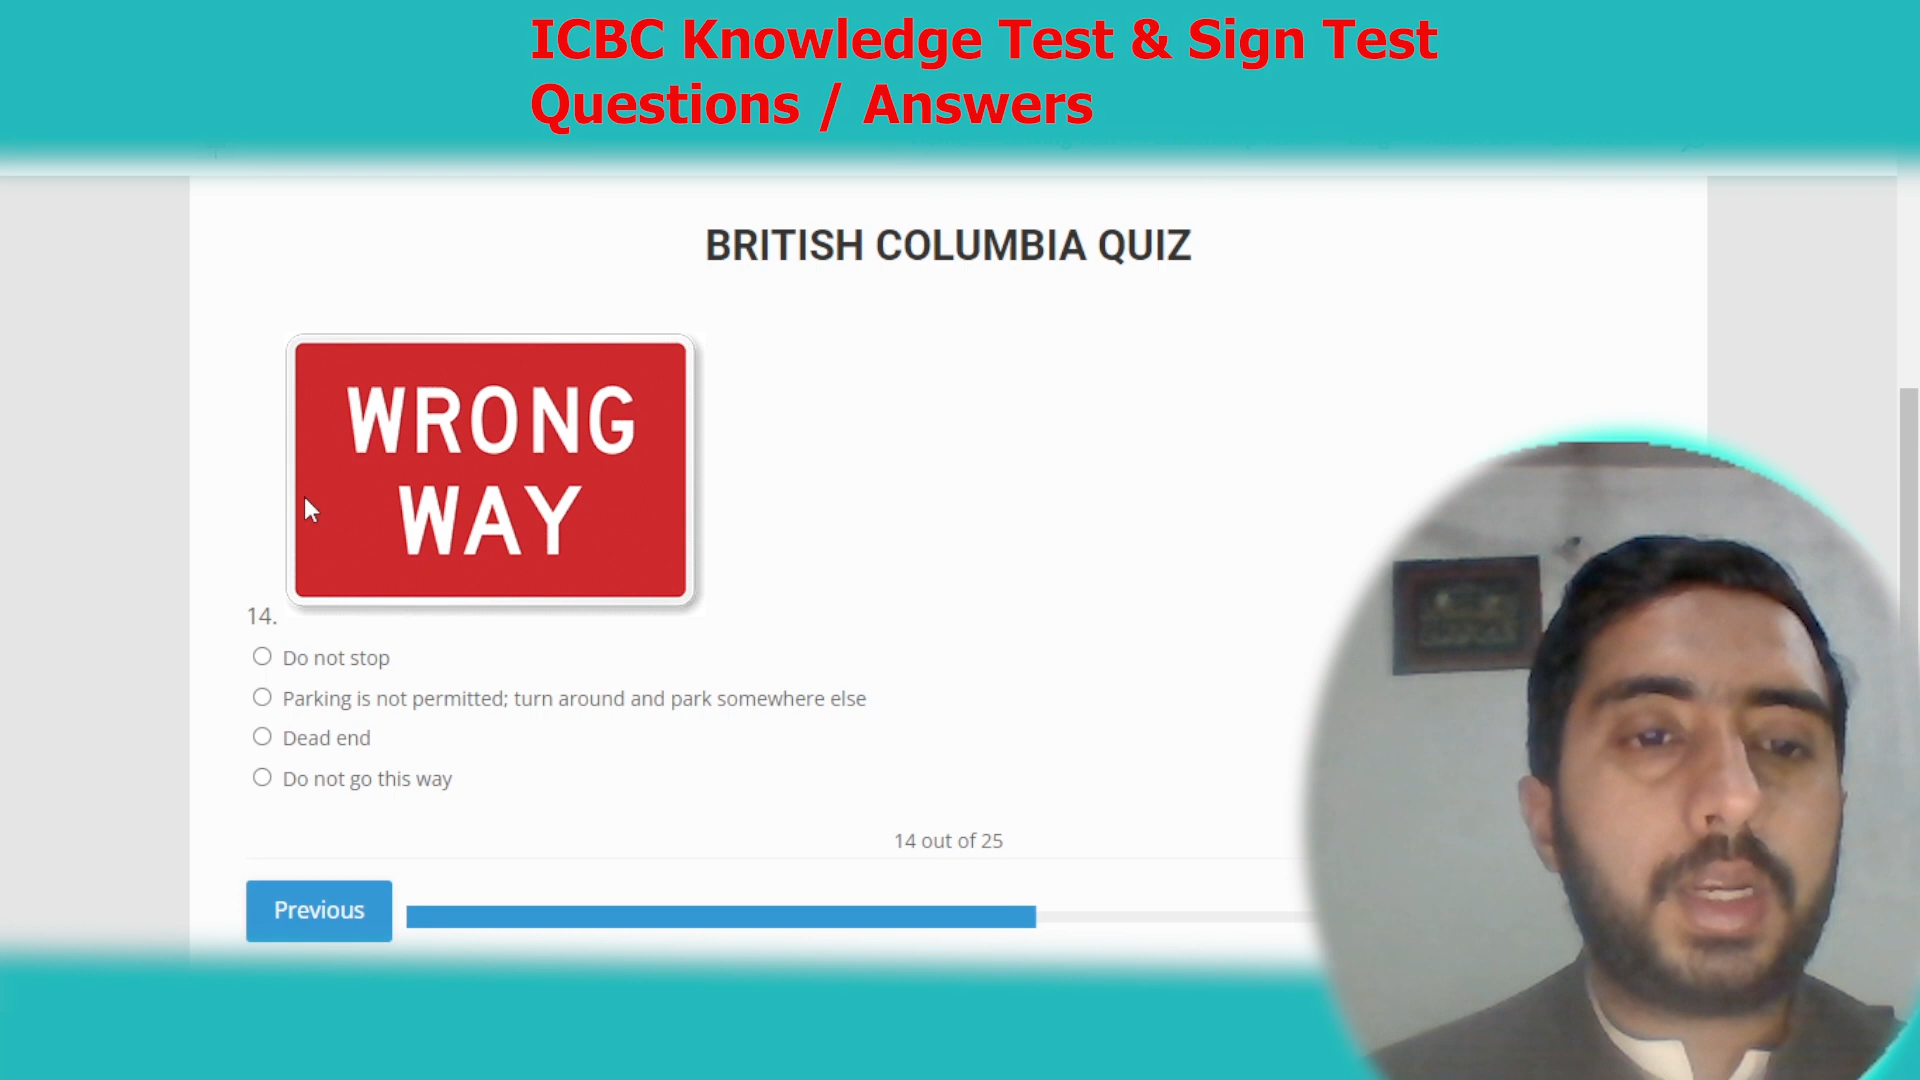 ICBC Knowledge Test & Sign Test
Questions / Answers
BRITISH COLUMBIA QUIZ
WRONG
WAY
14.
Do not stop
Parking is not permitted; turn around and park somewhere else
Dead end
Do not go this way
14 out of 25
Previous